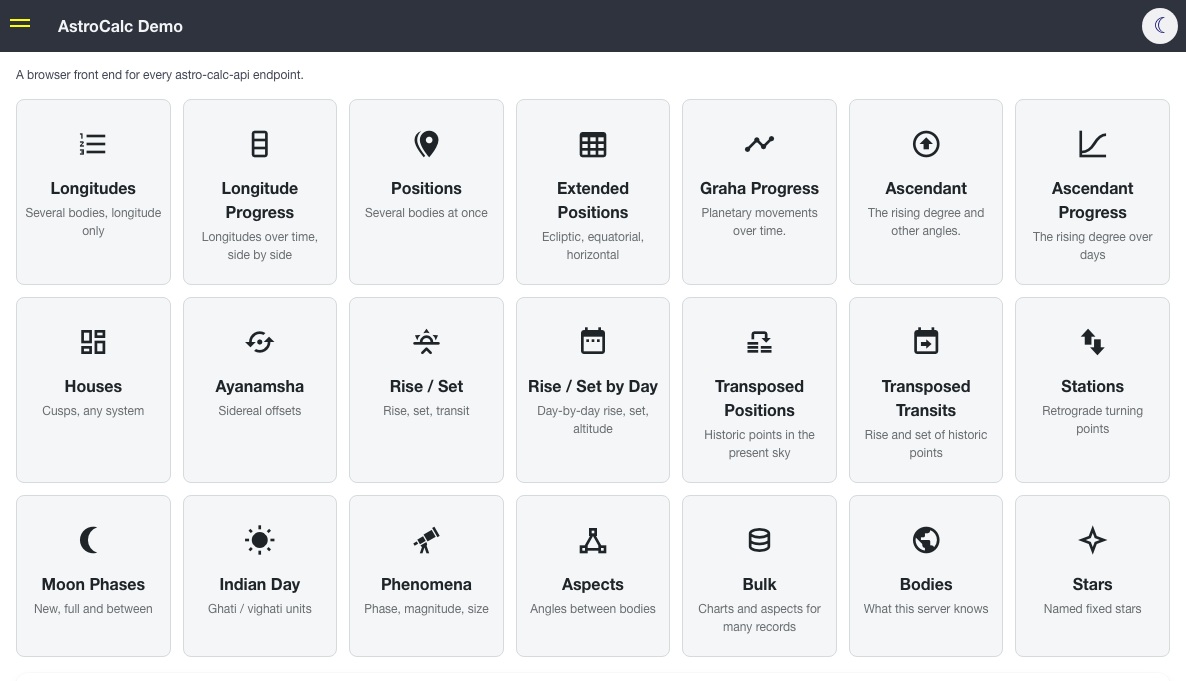 AstroCalc Demo
A browser front end for every astro-calc-api endpoint.
Longitudes
Several bodies, longitude
only
Longitude
Progress
Longitudes over time,
side by side
Positions
Several bodies at once
Extended
Positions
Ecliptic, equatorial,
horizontal
Graha Progress
Planetary movements
over time.
Ascendant
The rising degree and
other angles.
Ascendant
Progress
The rising degree over
days
Houses
Cusps, any system
Ayanamsha
Sidereal offsets
Rise / Set
Rise, set, transit
Rise / Set by Day
Day-by-day rise, set,
altitude
Transposed
Positions
Historic points in the
present sky
Transposed
Transits
Rise and set of historic
points
Stations
Retrograde turning
points
Moon Phases
New, full and between
Indian Day
Ghati / vighati units
Phenomena
Phase, magnitude, size
Aspects
Angles between bodies
Bulk
Charts and aspects for
many records
Bodies
What this server knows
Stars
Named fixed stars